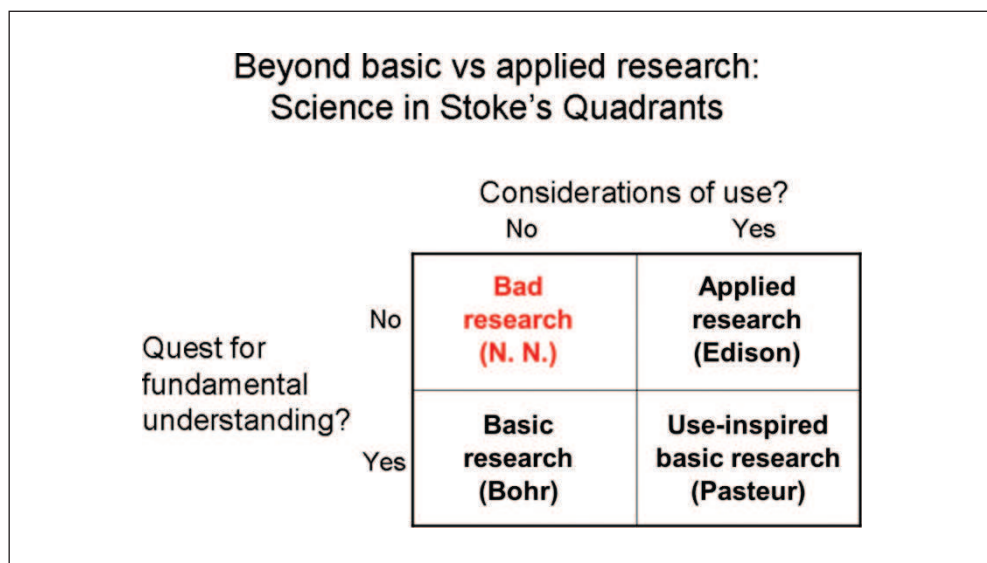 Beyond basic vs applied research:
Science in Stoke's Quadrants
Considerations of use?
No
Yes
Quest for
fundamental
understanding?
No
Bad
research
(N. N.)
Applied
research
(Edison)
Yes
Basic
research
(Bohr)
Use-inspired
basic research
(Pasteur)